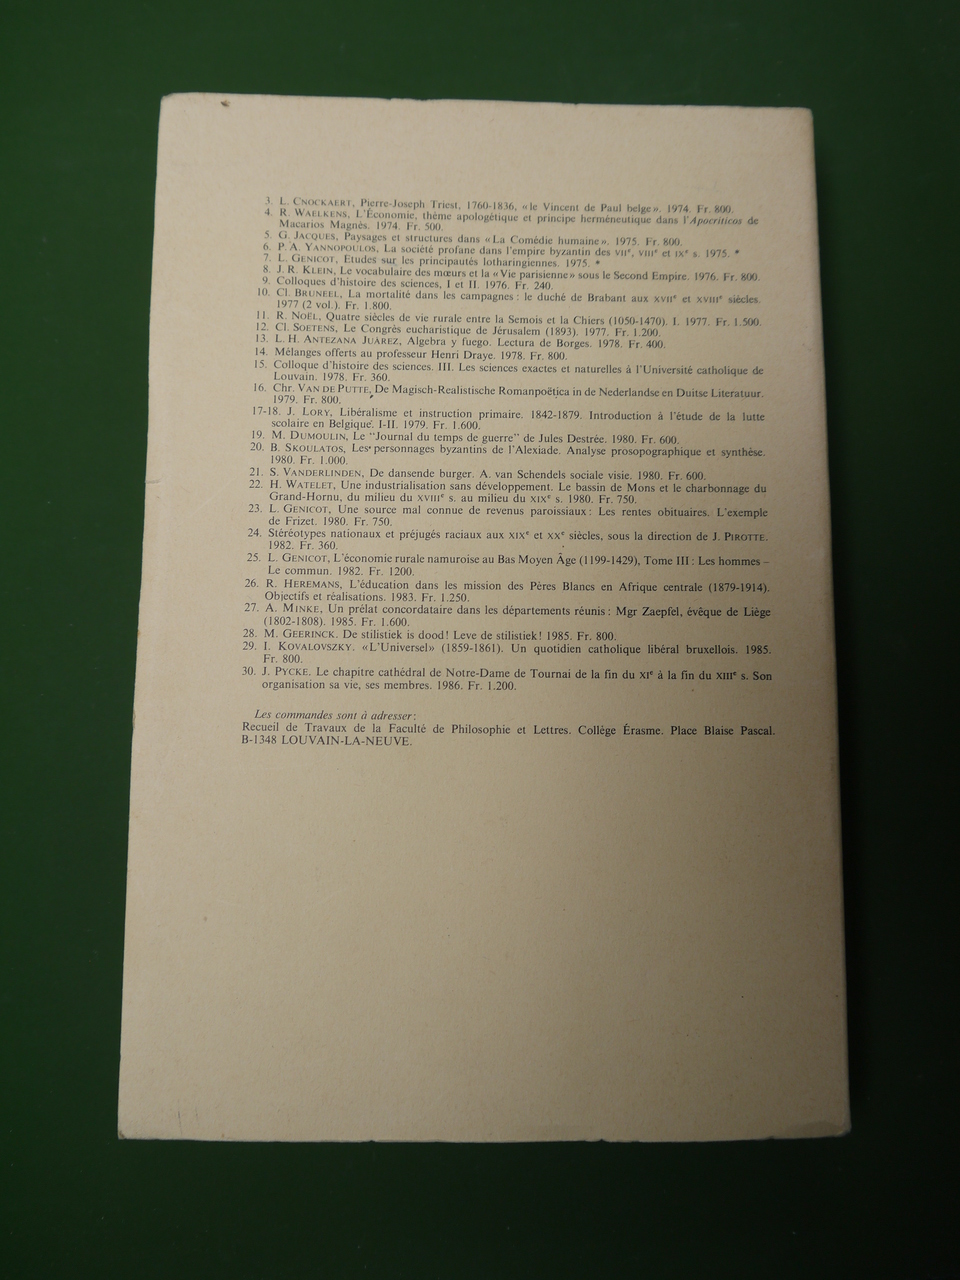 3. L. CNOCKAERT, Pierre-Joseph Triest, 1760-1836, «le Vincent de Paul belge». 1974. Fr. 800.
4. R. WAELKENS, L'Économie, thème apologétique et principe herméneutique dans l'Apocriticos de
Macarios Magnès. 1974. Fr. 500.
5. G. JACQUES, Paysages et structures dans «La Comédie humaine». 1975. Fr. 800.
6. P. A. YANNOPOULOS, La société profane dans l'empire byzantin des VIIe, VIIIe et IXe s. 1975. *
7. L. GENICOT, Études sur les principautés lotharingiennes. 1975. *
8. J. R. KLEIN, Le vocabulaire des mœurs et la «Vie parisienne» sous le Second Empire. 1976. Fr. 800.
9. Colloques d'histoire des sciences, I et II. 1976. Fr. 240.
10. Cl. BRUNEEL, La mortalité dans les campagnes : le duché de Brabant aux XVIIe et XVIIIe siècles.
1977 (2 vol.). Fr. 1.800.
11. R. NOËL, Quatre siècles de vie rurale entre la Semois et la Chiers (1050-1470). I. 1977. Fr. 1.500.
12. Cl. SOETENS, Le Congrès eucharistique de Jérusalem (1893). 1977. Fr. 1.200.
13. L. H. ANTEZANA JUÁREZ, Algebra y fuego. Lectura de Borges. 1978. Fr. 400.
14. Mélanges offerts au professeur Henri Draye. 1978. Fr. 800.
15. Colloque d'histoire des sciences. III. Les sciences exactes et naturelles à l'Université catholique de
Louvain. 1978. Fr. 360.
16. Chr. VAN DE PUTTE, De Magisch-Realistische Romanpoëtica in de Nederlandse en Duitse Literatuur.
1979. Fr. 800.
17-18. J. LORY, Libéralisme et instruction primaire. 1842-1879. Introduction à l'étude de la lutte
scolaire en Belgique. I-II. 1979. Fr. 1.600.
19. M. DUMOULIN, Le "Journal du temps de guerre" de Jules Destrée. 1980. Fr. 600.
20. B. SKOULATOS, Les personnages byzantins de l'Alexiade. Analyse prosopographique et synthèse.
1980. Fr. 1.000.
21. S. VANDERLINDEN, De dansende burger. A. van Schendels sociale visie. 1980. Fr. 600.
22. H. WATELET, Une industrialisation sans développement. Le bassin de Mons et le charbonnage du
Grand-Hornu, du milieu du XVIIIe s. au milieu du XIXe s. 1980. Fr. 750.
23. L. GENICOT, Une source mal connue de revenus paroissiaux : Les rentes obituaires. L'exemple
de Frizet. 1980. Fr. 750.
24. Stéréotypes nationaux et préjugés raciaux aux XIXe et XXe siècles, sous la direction de J. PIROTTE.
1982. Fr. 360.
25. L. GENICOT, L'économie rurale namuroise au Bas Moyen Âge (1199-1429), Tome III : Les hommes –
Le commun. 1982. Fr. 1200.
26. R. HEREMANS, L'éducation dans les mission des Pères Blancs en Afrique centrale (1879-1914).
Objectifs et réalisations. 1983. Fr. 1.250.
27. A. MINKE, Un prélat concordataire dans les départements réunis : Mgr Zaepfel, évêque de Liège
(1802-1808). 1985. Fr. 1.600.
28. M. GEERINCK. De stilistiek is dood! Leve de stilistiek! 1985. Fr. 800.
29. I. KOVALOVSZKY. «L'Universel» (1859-1861). Un quotidien catholique libéral bruxellois. 1985.
Fr. 800.
30. J. PYCKE. Le chapitre cathédral de Notre-Dame de Tournai de la fin du XIe à la fin du XIIIe s. Son
organisation sa vie, ses membres. 1986. Fr. 1.200.
Les commandes sont à adresser :
Recueil de Travaux de la Faculté de Philosophie et Lettres. Collège Érasme. Place Blaise Pascal.
B-1348 LOUVAIN-LA-NEUVE.